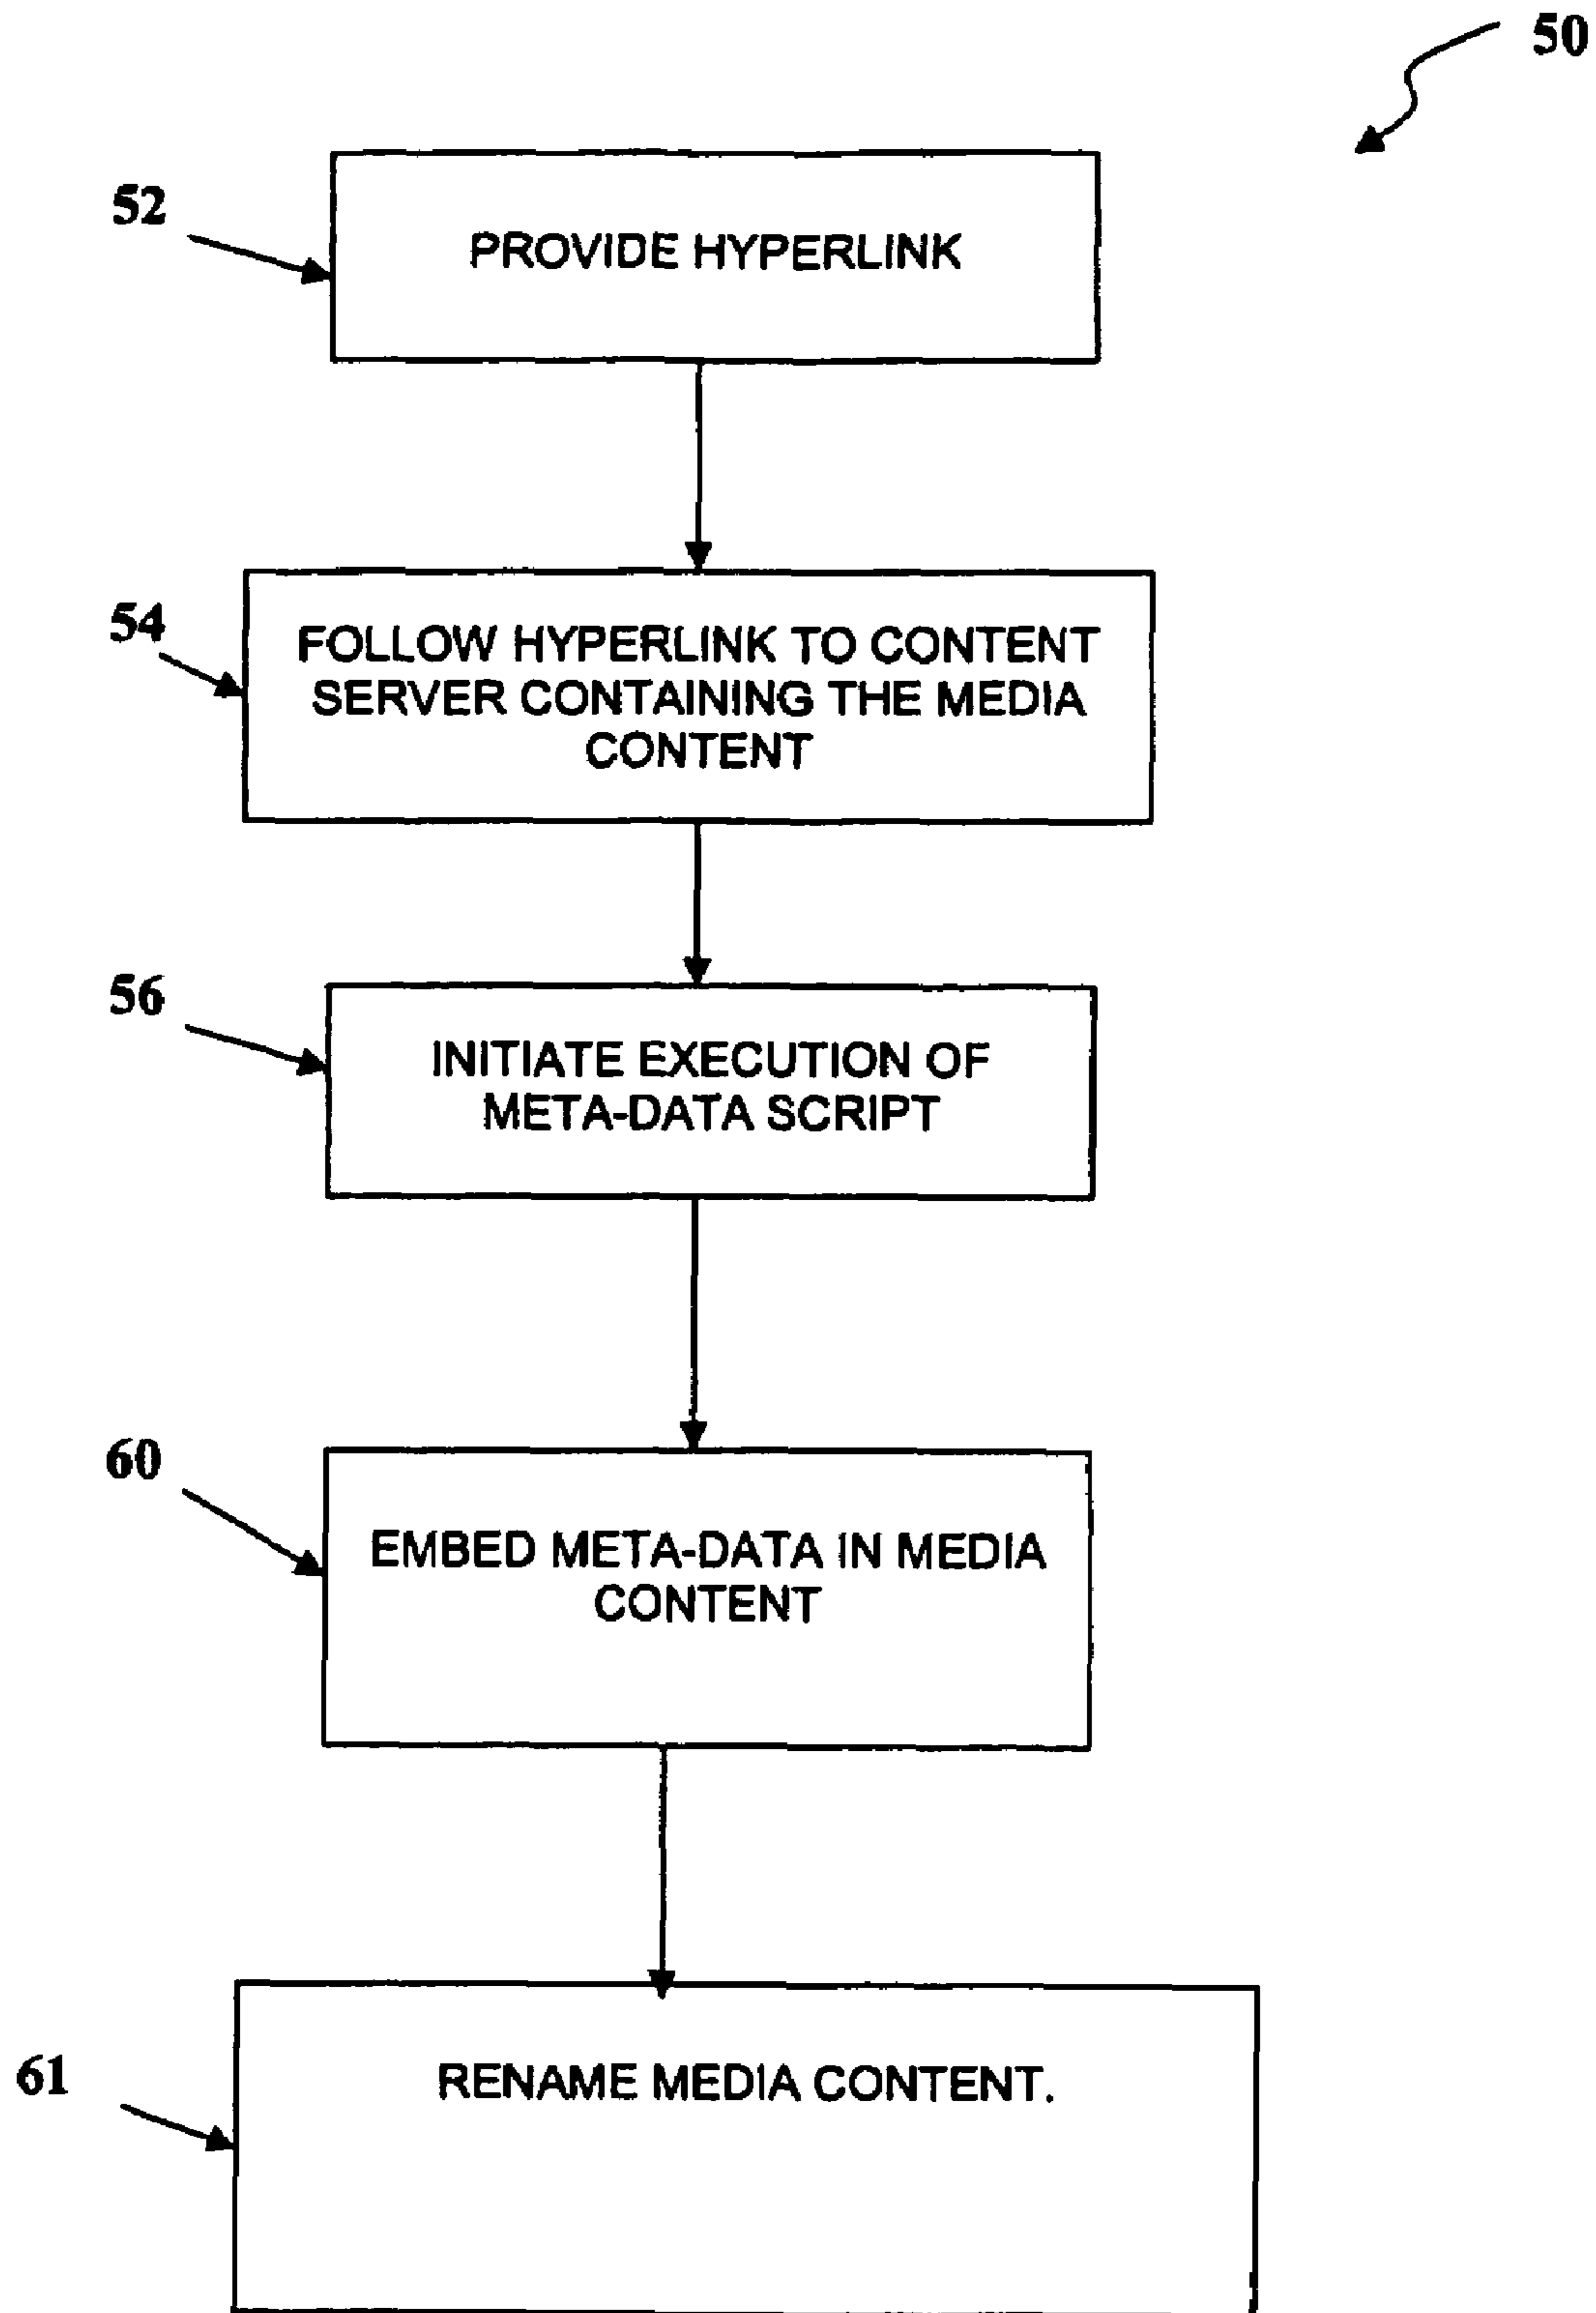 50
52
PROVIDE HYPERLINK
54
FOLLOW HYPERLINK TO CONTENT
SERVER CONTAINING THE MEDIA
CONTENT
56
INITIATE EXECUTION OF
META-DATA SCRIPT
60
EMBED META-DATA IN MEDIA
CONTENT
61
RENAME MEDIA CONTENT.